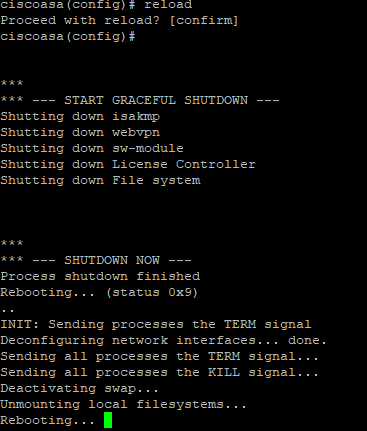 ciscoasa(config)# reload
Proceed with reload? [confirm]
ciscoasa(config)#
***
*** --- START GRACEFUL SHUTDOWN ---
Shutting down isakmp
Shutting down webvpn
Shutting down sw-module
Shutting down License Controller
Shutting down File system
***
*** --- SHUTDOWN NOW ---
Process shutdown finished
Rebooting... (status 0x9)
..
INIT: Sending processes the TERM signal
Deconfiguring network interfaces... done.
Sending all processes the TERM signal...
Sending all processes the KILL signal...
Deactivating swap...
Unmounting local filesystems...
Rebooting...